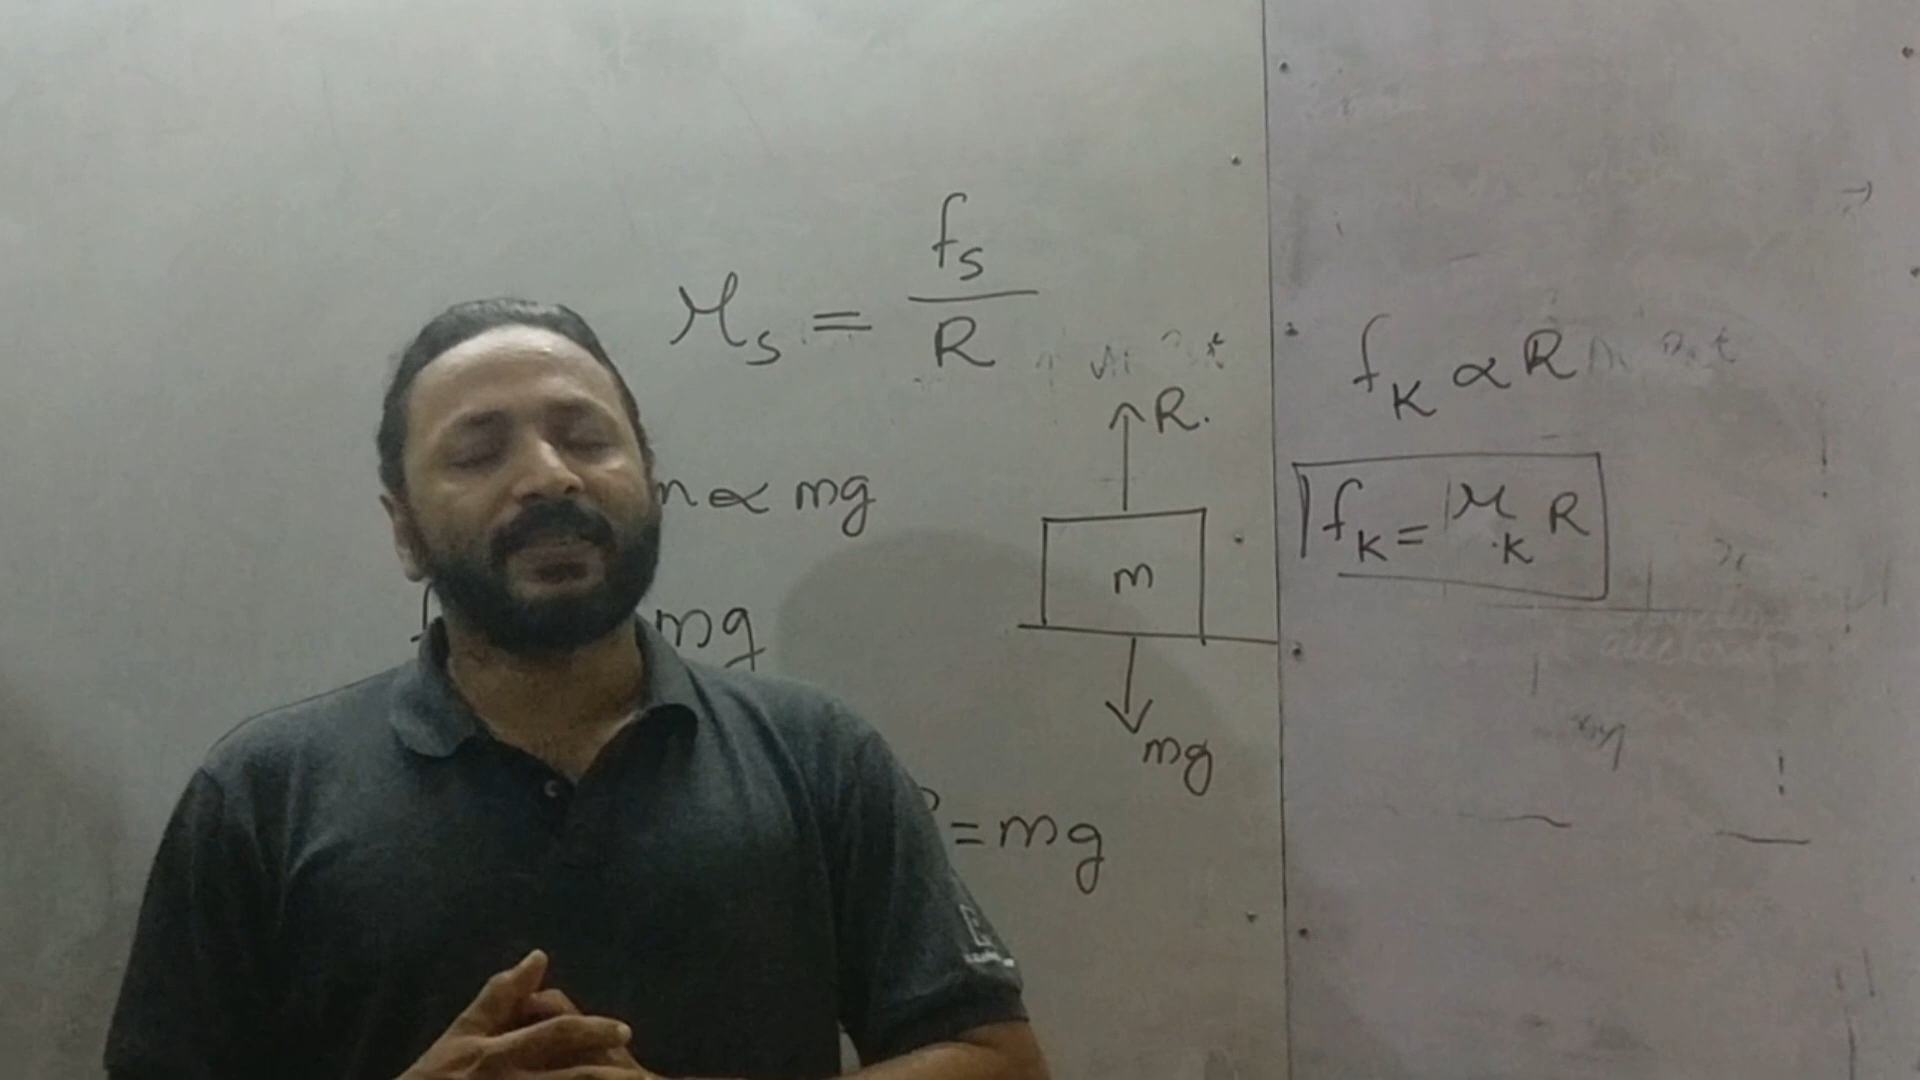 μs = fs / R
R.
n ∝ mg
m
mg
mg
= mg
fK ∝ R
fK = μK R